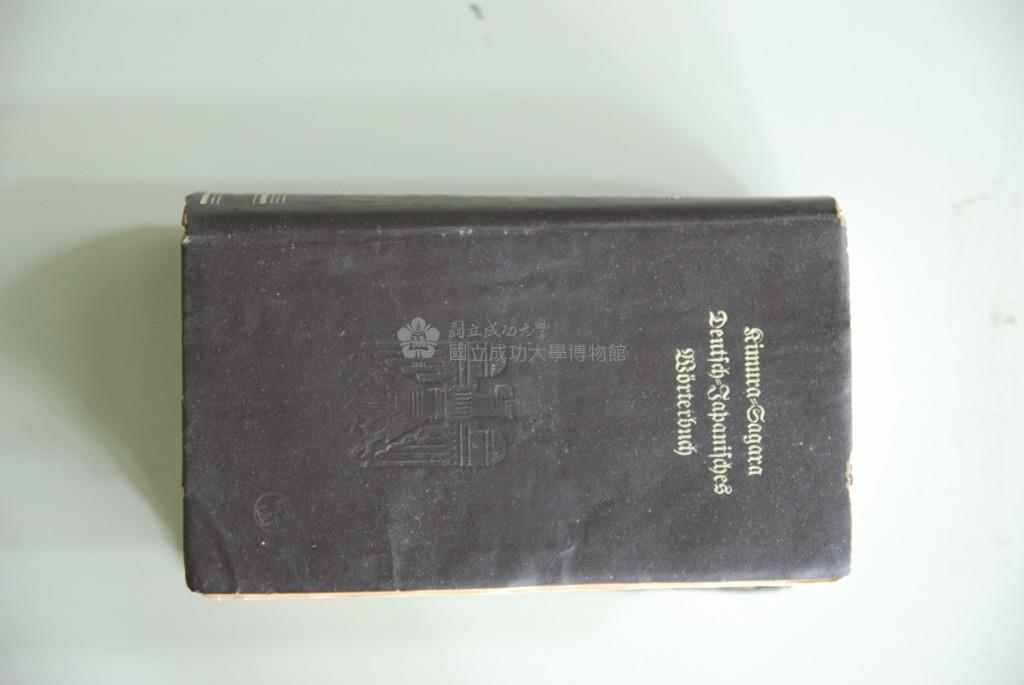 Kimura=Sagara
Deutsch=Japanisches
Wörterbuch
國立成功大學
國立成功大學博物館
1931